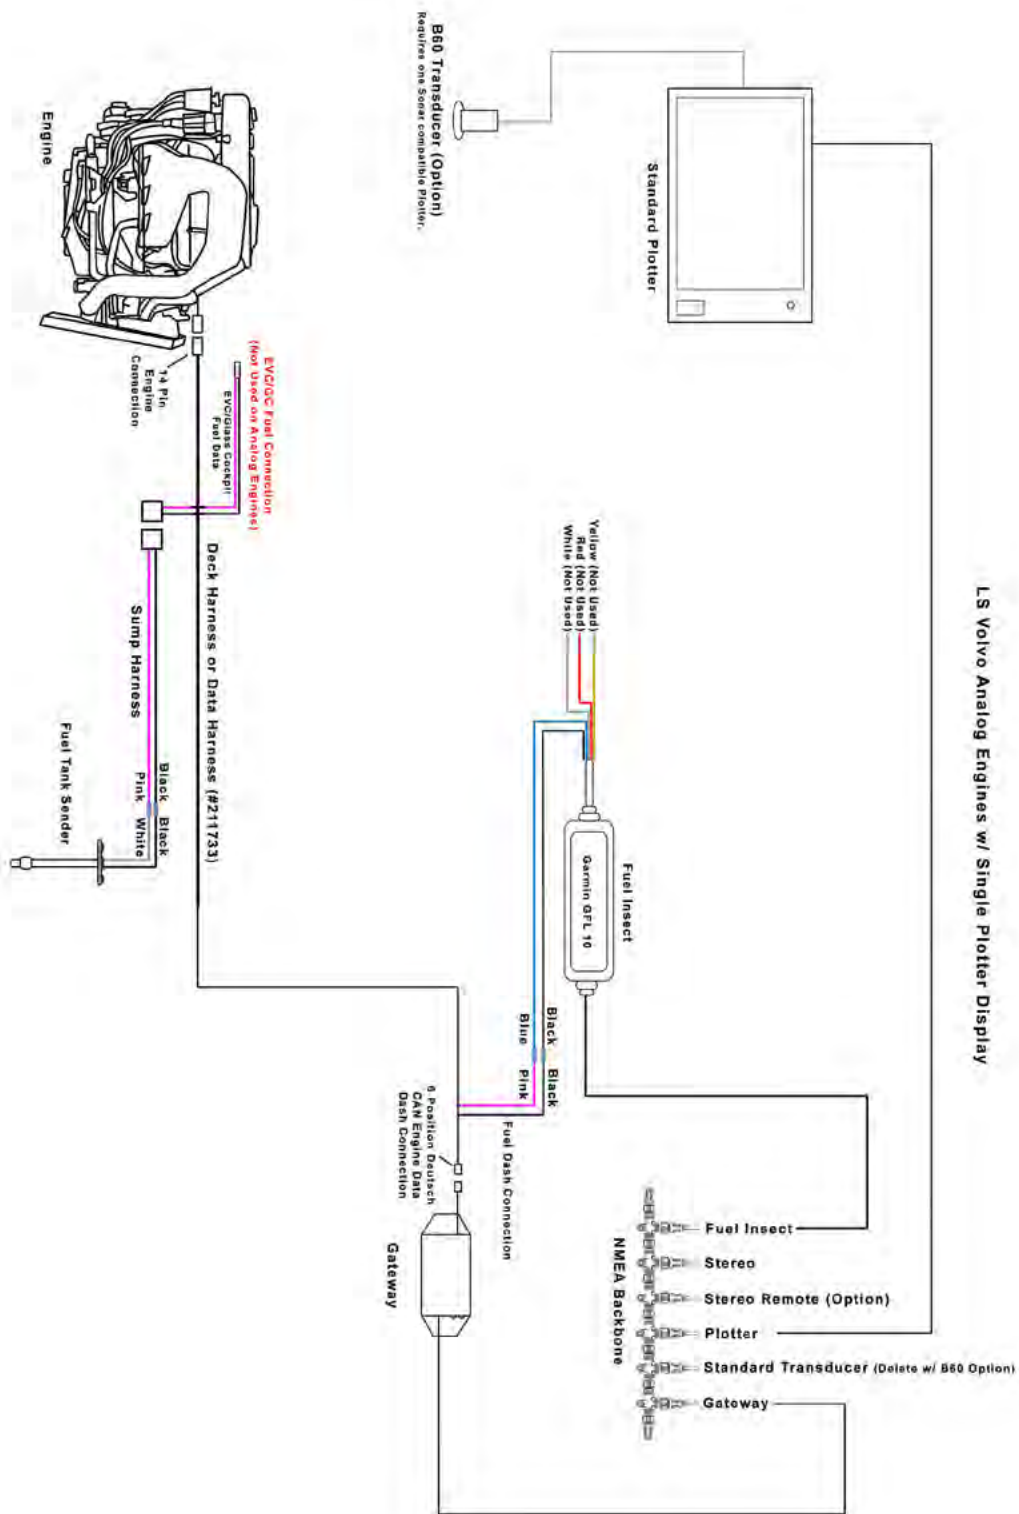 LS Volvo Analog Engines w/ Single Plotter Display
B60 Transducer (Option)
Requires one Sonar compatible Plotter.
Standard Plotter
Engine
14 Pin
Engine
Connection
EVC/GC Fuel Connection
(Not Used on Analog Engines)
EVC/Glass Cockpit
Fuel Data
Deck Harness or Data Harness (#211733)
Sump Harness
Black
Pink
Black
White
Fuel Tank Sender
Yellow (Not Used)
Red (Not Used)
White (Not Used)
Fuel Insect
Garmin GFL 10
Black
Blue
Black
Pink
Fuel Dash Connection
6-Position Deutsch
CAN Engine Data
Dash Connection
Gateway
NMEA Backbone
Fuel Insect
Stereo
Stereo Remote (Option)
Plotter
Standard Transducer (Delete w/ B60 Option)
Gateway